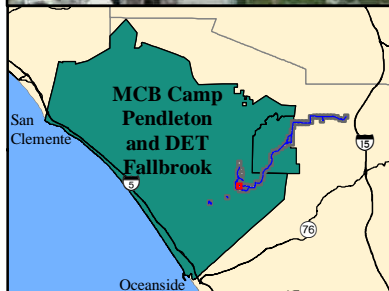 MCB Camp
Pendleton
and DET
Fallbrook
San
Clemente
15
5
76
Oceanside